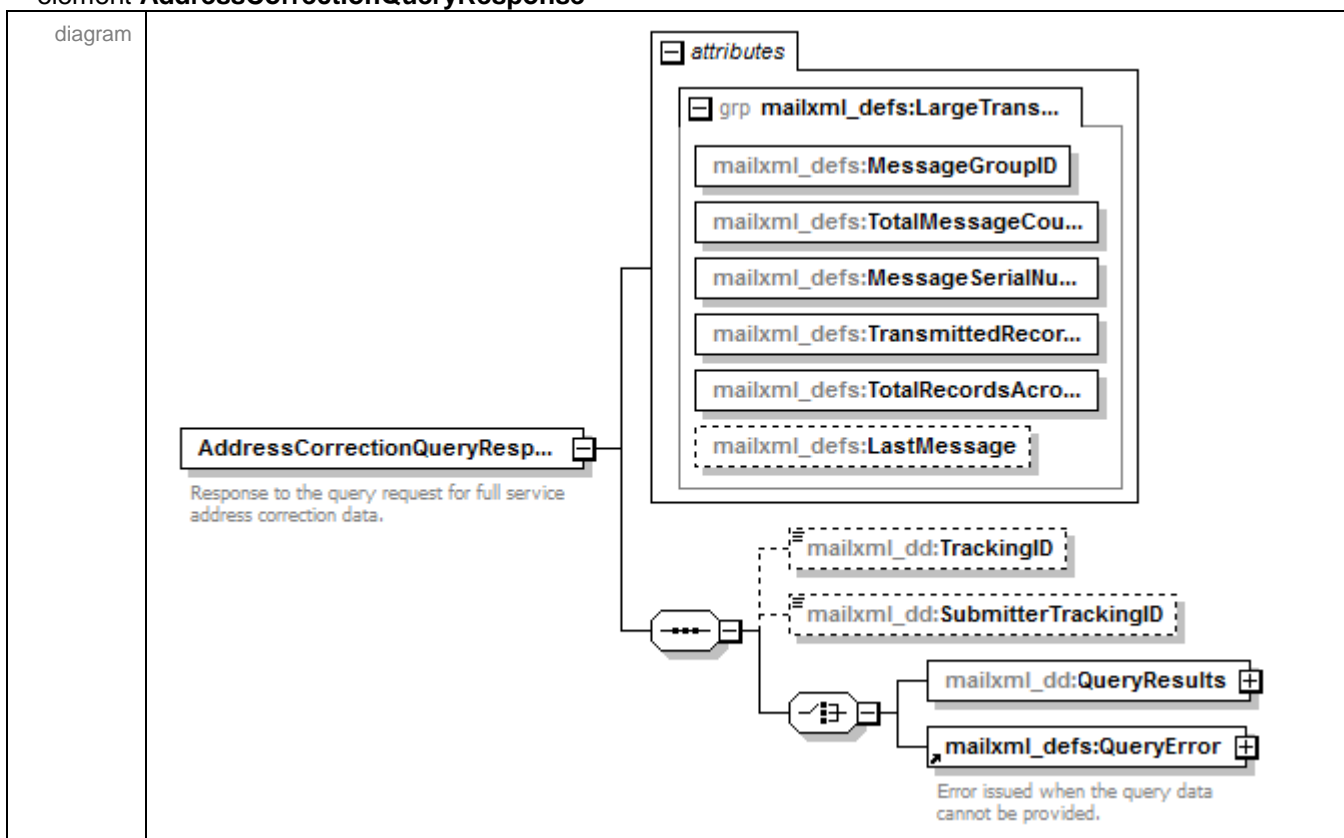 element AddressCorrectionQueryResponse
diagram
attributes
grp mailxml_defs:LargeTrans...
mailxml_defs:MessageGroupID
mailxml_defs:TotalMessageCou...
mailxml_defs:MessageSerialNu...
mailxml_defs:TransmittedRecor...
mailxml_defs:TotalRecordsAcro...
mailxml_defs:LastMessage
AddressCorrectionQueryResp...
Response to the query request for full service
address correction data.
mailxml_dd:TrackingID
mailxml_dd:SubmitterTrackingID
mailxml_dd:QueryResults
mailxml_defs:QueryError
Error issued when the query data
cannot be provided.